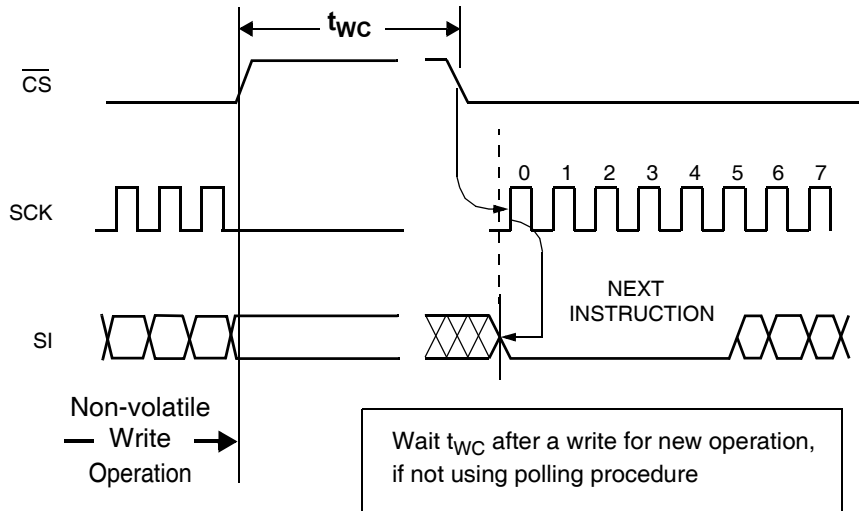 tWC
CS
0 1 2 3 4 5 6 7
SCK
NEXT
INSTRUCTION
SI
Non-volatile
Write
Operation
Wait tWC after a write for new operation,
if not using polling procedure